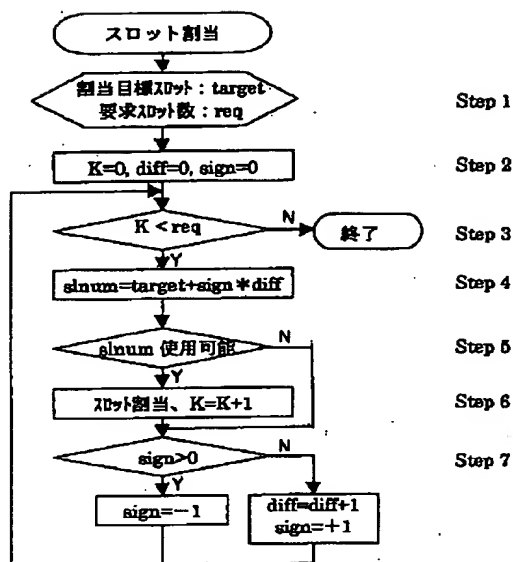 スロット割当
割当目標スロット：target
要求スロット数：req
Step 1
K=0, diff=0, sign=0
Step 2
K<req
N
終了
Step 3
Y
slnum=target+sign*diff
Step 4
slnum 使用可能
N
Step 5
Y
スロット割当、K=K+1
Step 6
sign>0
N
Step 7
Y
sign=－1
diff=diff+1
sign=＋1